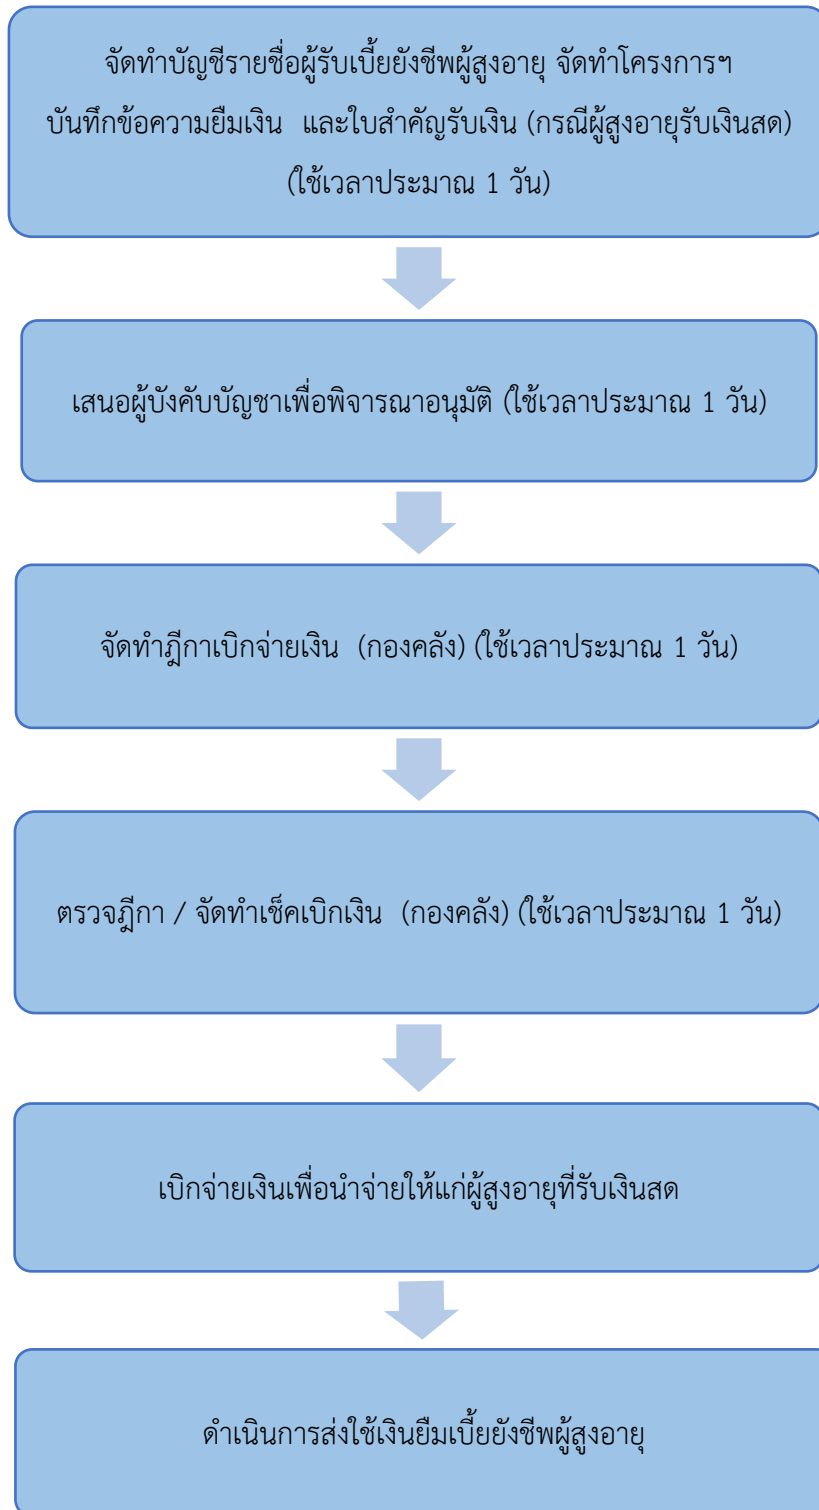 จัดทำบัญชีรายชื่อผู้รับเบี้ยยังชีพผู้สูงอายุ จัดทำโครงการฯ
บันทึกข้อความยืมเงิน  และใบสำคัญรับเงิน (กรณีผู้สูงอายุรับเงินสด)
(ใช้เวลาประมาณ 1 วัน)
เสนอผู้บังคับบัญชาเพื่อพิจารณาอนุมัติ (ใช้เวลาประมาณ 1 วัน)
จัดทำฎีกาเบิกจ่ายเงิน  (กองคลัง) (ใช้เวลาประมาณ 1 วัน)
ตรวจฎีกา / จัดทำเช็คเบิกเงิน  (กองคลัง) (ใช้เวลาประมาณ 1 วัน)
เบิกจ่ายเงินเพื่อนำจ่ายให้แก่ผู้สูงอายุที่รับเงินสด
ดำเนินการส่งใช้เงินยืมเบี้ยยังชีพผู้สูงอายุ